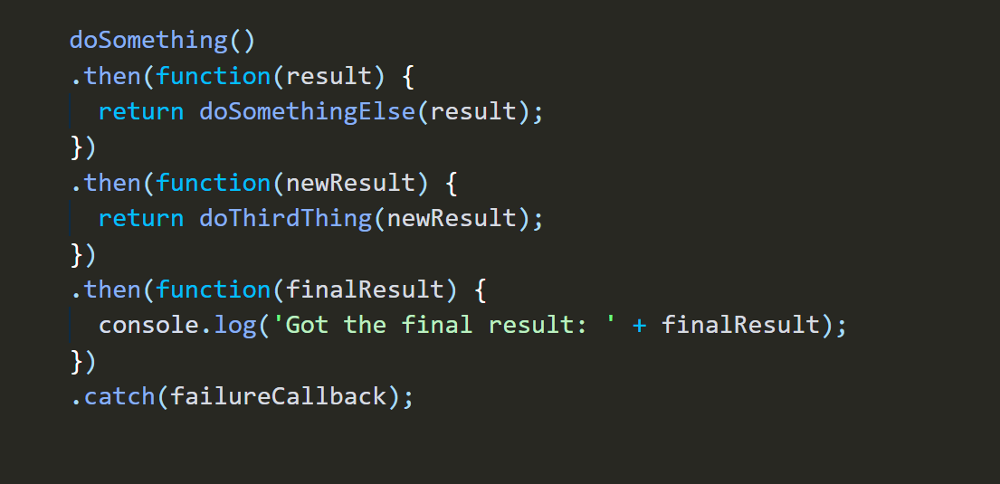 doSomething()
.then(function(result) {
  return doSomethingElse(result);
})
.then(function(newResult) {
  return doThirdThing(newResult);
})
.then(function(finalResult) {
  console.log('Got the final result: ' + finalResult);
})
.catch(failureCallback);